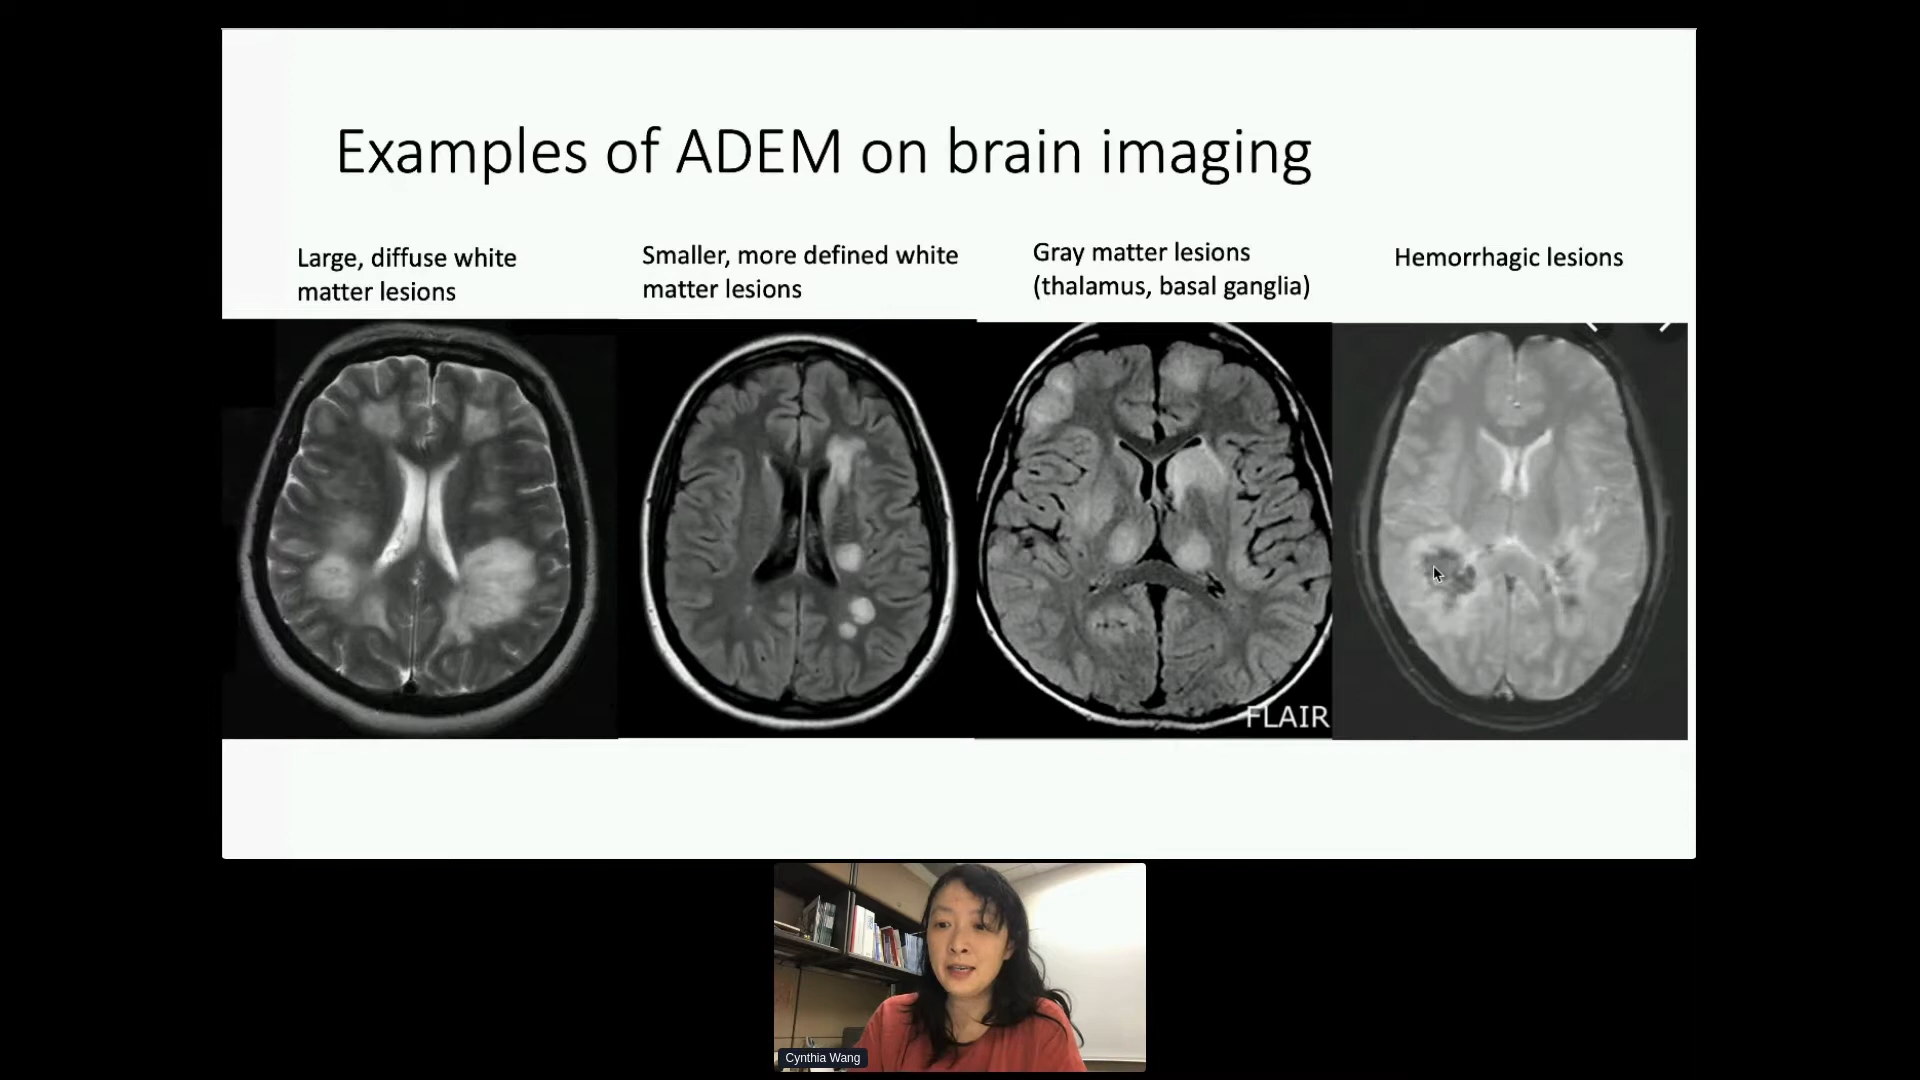 Examples of ADEM on brain imaging
Large, diffuse white
matter lesions
Smaller, more defined white
matter lesions
Gray matter lesions
(thalamus, basal ganglia)
Hemorrhagic lesions
FLAIR
Cynthia Wang